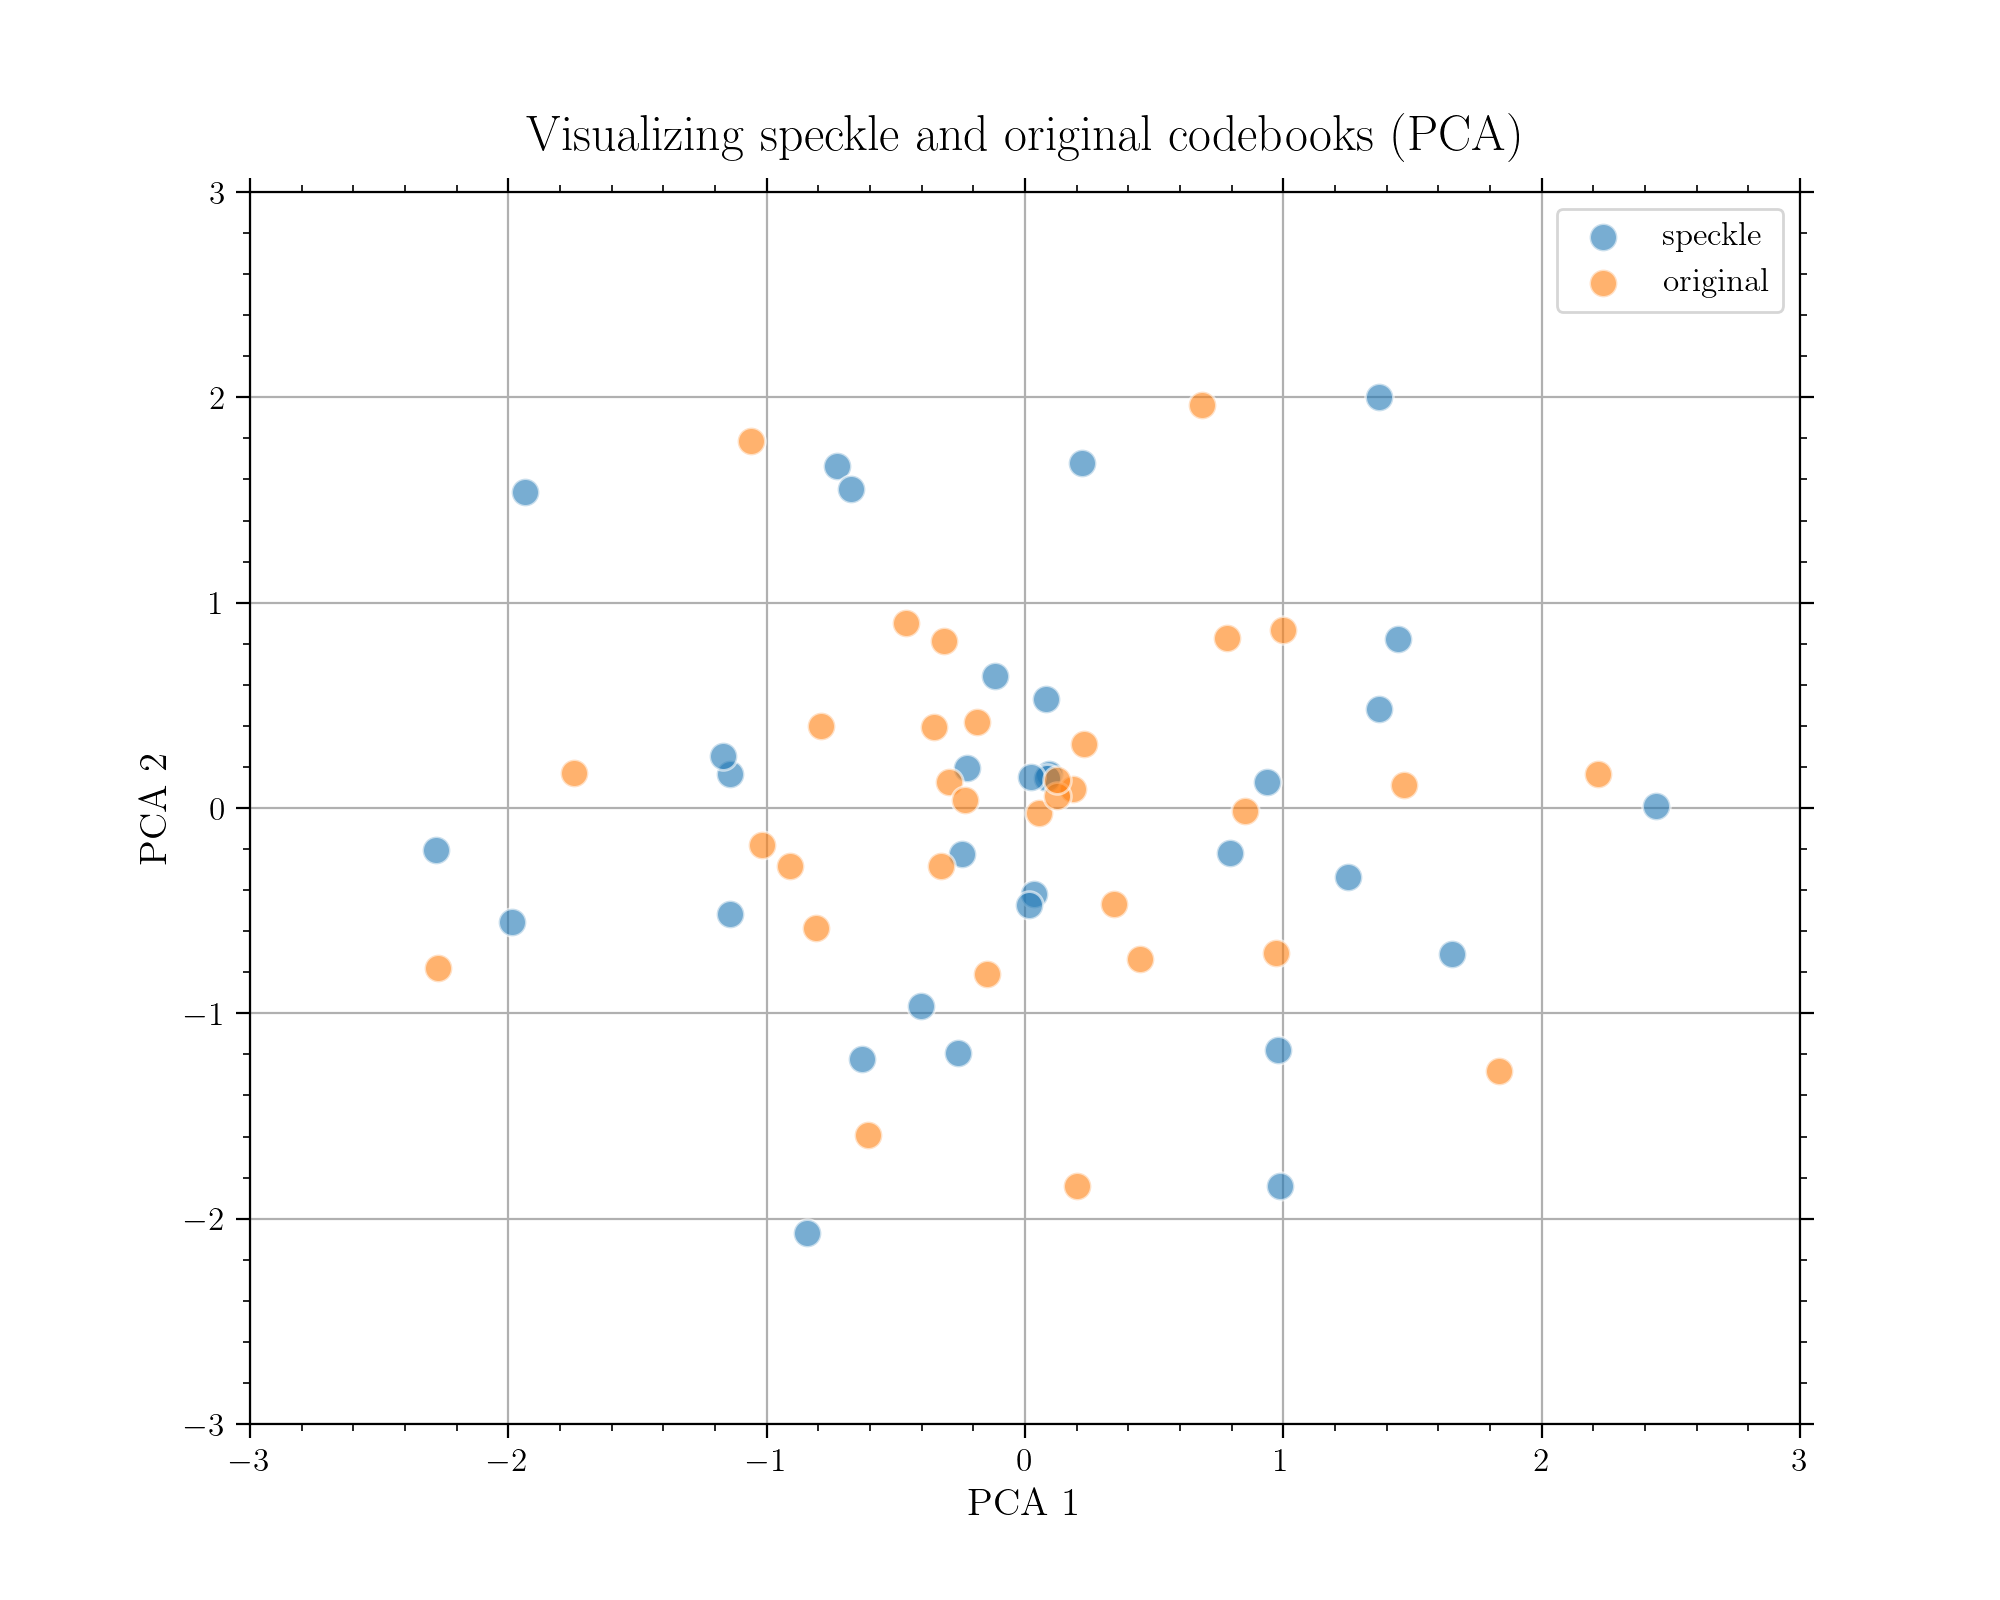 Visualizing speckle and original codebooks (PCA)
speckle
original
3
2
1
0
−1
−2
−3
PCA 2
−3
−2
−1
0
1
2
3
PCA 1